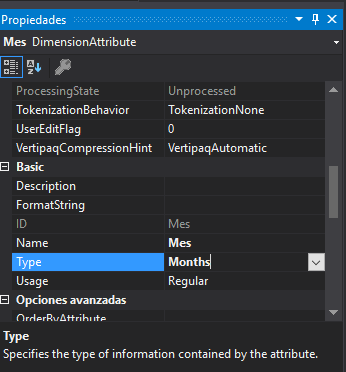 Propiedades
Mes DimensionAttribute
ProcessingState Unprocessed
TokenizationBehavior TokenizationNone
UserEditFlag 0
VertipaqCompressionHint VertipaqAutomatic
Basic
Description
FormatString
ID Mes
Name Mes
Type Months
Usage Regular
Opciones avanzadas
OrderByAttribute
Type
Specifies the type of information contained by the attribute.